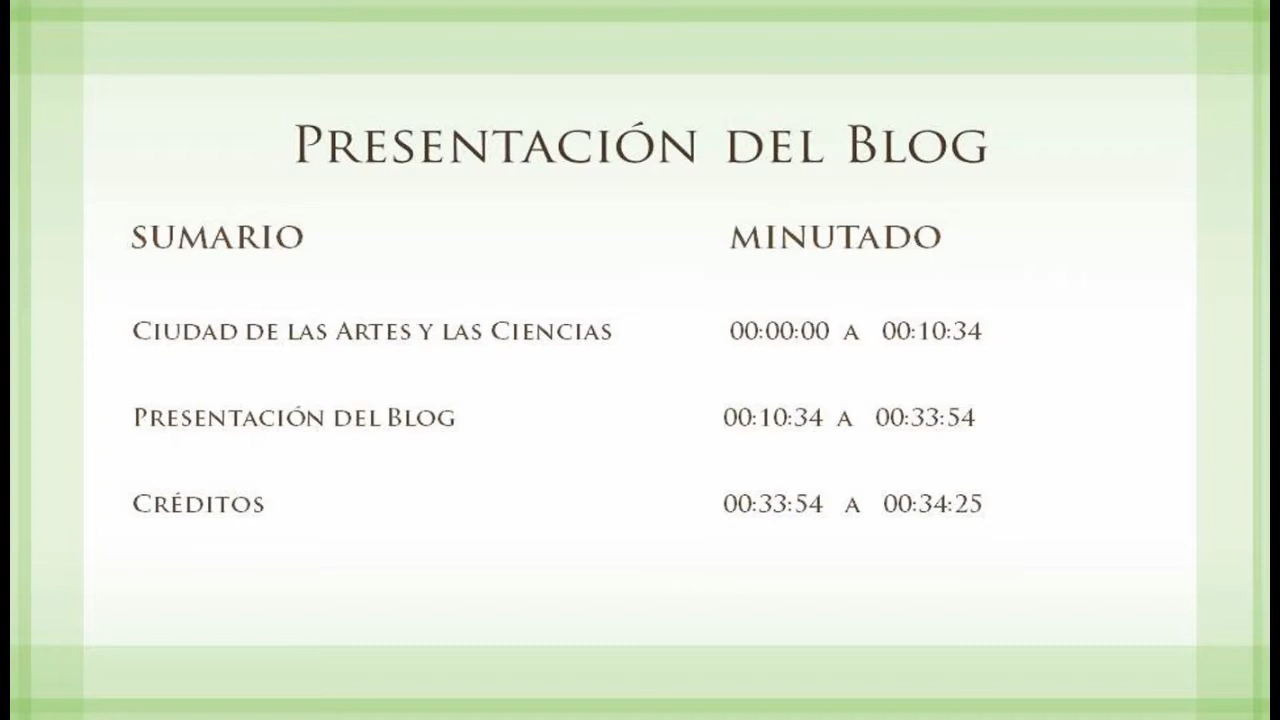 Presentación del Blog
SUMARIO MINUTADO
Ciudad de las Artes y las Ciencias 00:00:00 a 00:10:34
Presentación del Blog 00:10:34 a 00:33:54
Créditos 00:33:54 a 00:34:25